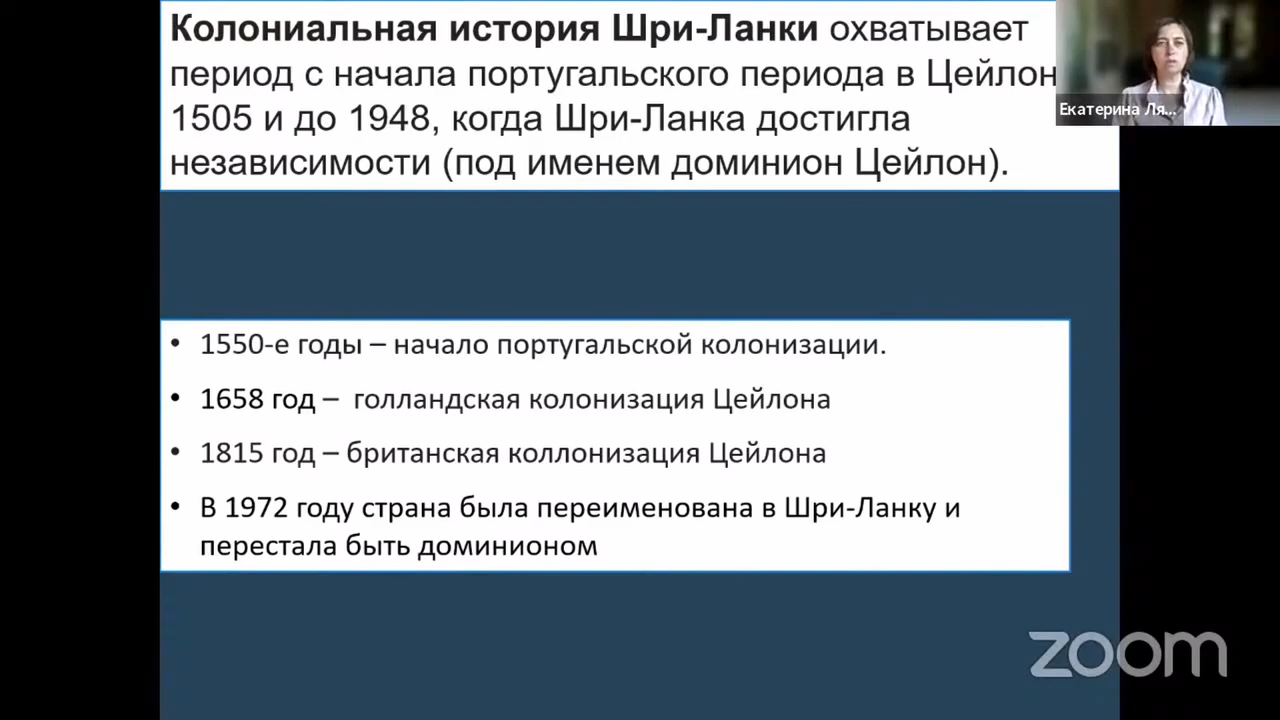 Колониальная история Шри-Ланки охватывает
период с начала португальского периода в Цейлон
1505 и до 1948, когда Шри-Ланка достигла
независимости (под именем доминион Цейлон).
Екатерина Ля...
• 1550-е годы – начало португальской колонизации.
• 1658 год – голландская колонизация Цейлона
• 1815 год – британская коллонизация Цейлона
• В 1972 году страна была переименована в Шри-Ланку и
перестала быть доминионом
zoom